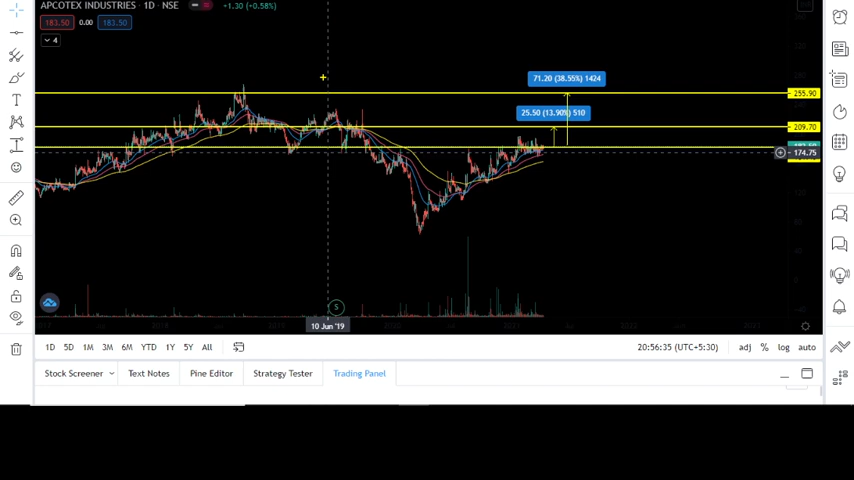 APCOTEX INDUSTRIES · 1D · NSE
+1.30 (+0.58%)
183.50 0.00 183.50
4
71.20 (38.55%) 1424
255.90
25.50 (13.90%) 510
209.70
174.75
S
10 Jun '19
1D 5D 1M 3M 6M YTD 1Y 5Y All
20:56:35 (UTC+5:30) adj % log auto
Stock Screener Text Notes Pine Editor Strategy Tester Trading Panel